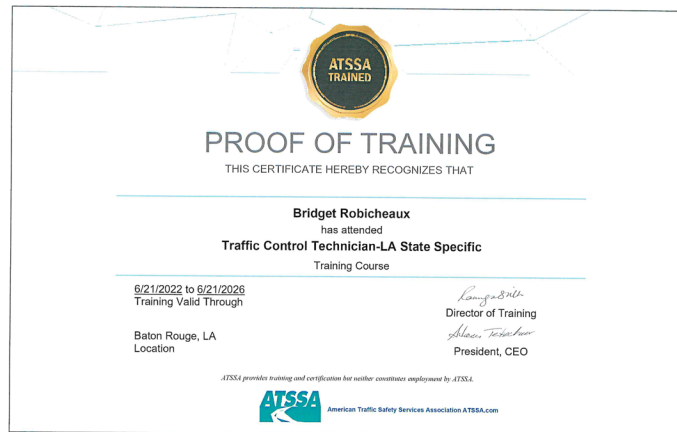 ATSSA
TRAINED
PROOF OF TRAINING
THIS CERTIFICATE HEREBY RECOGNIZES THAT
Bridget Robicheaux
has attended
Traffic Control Technician-LA State Specific
Training Course
6/21/2022 to 6/21/2026
Training Valid Through
Director of Training
Baton Rouge, LA
Location
President, CEO
ATSSA provides training and certification but neither constitutes employment by ATSSA.
ATSSA
American Traffic Safety Services Association ATSSA.com